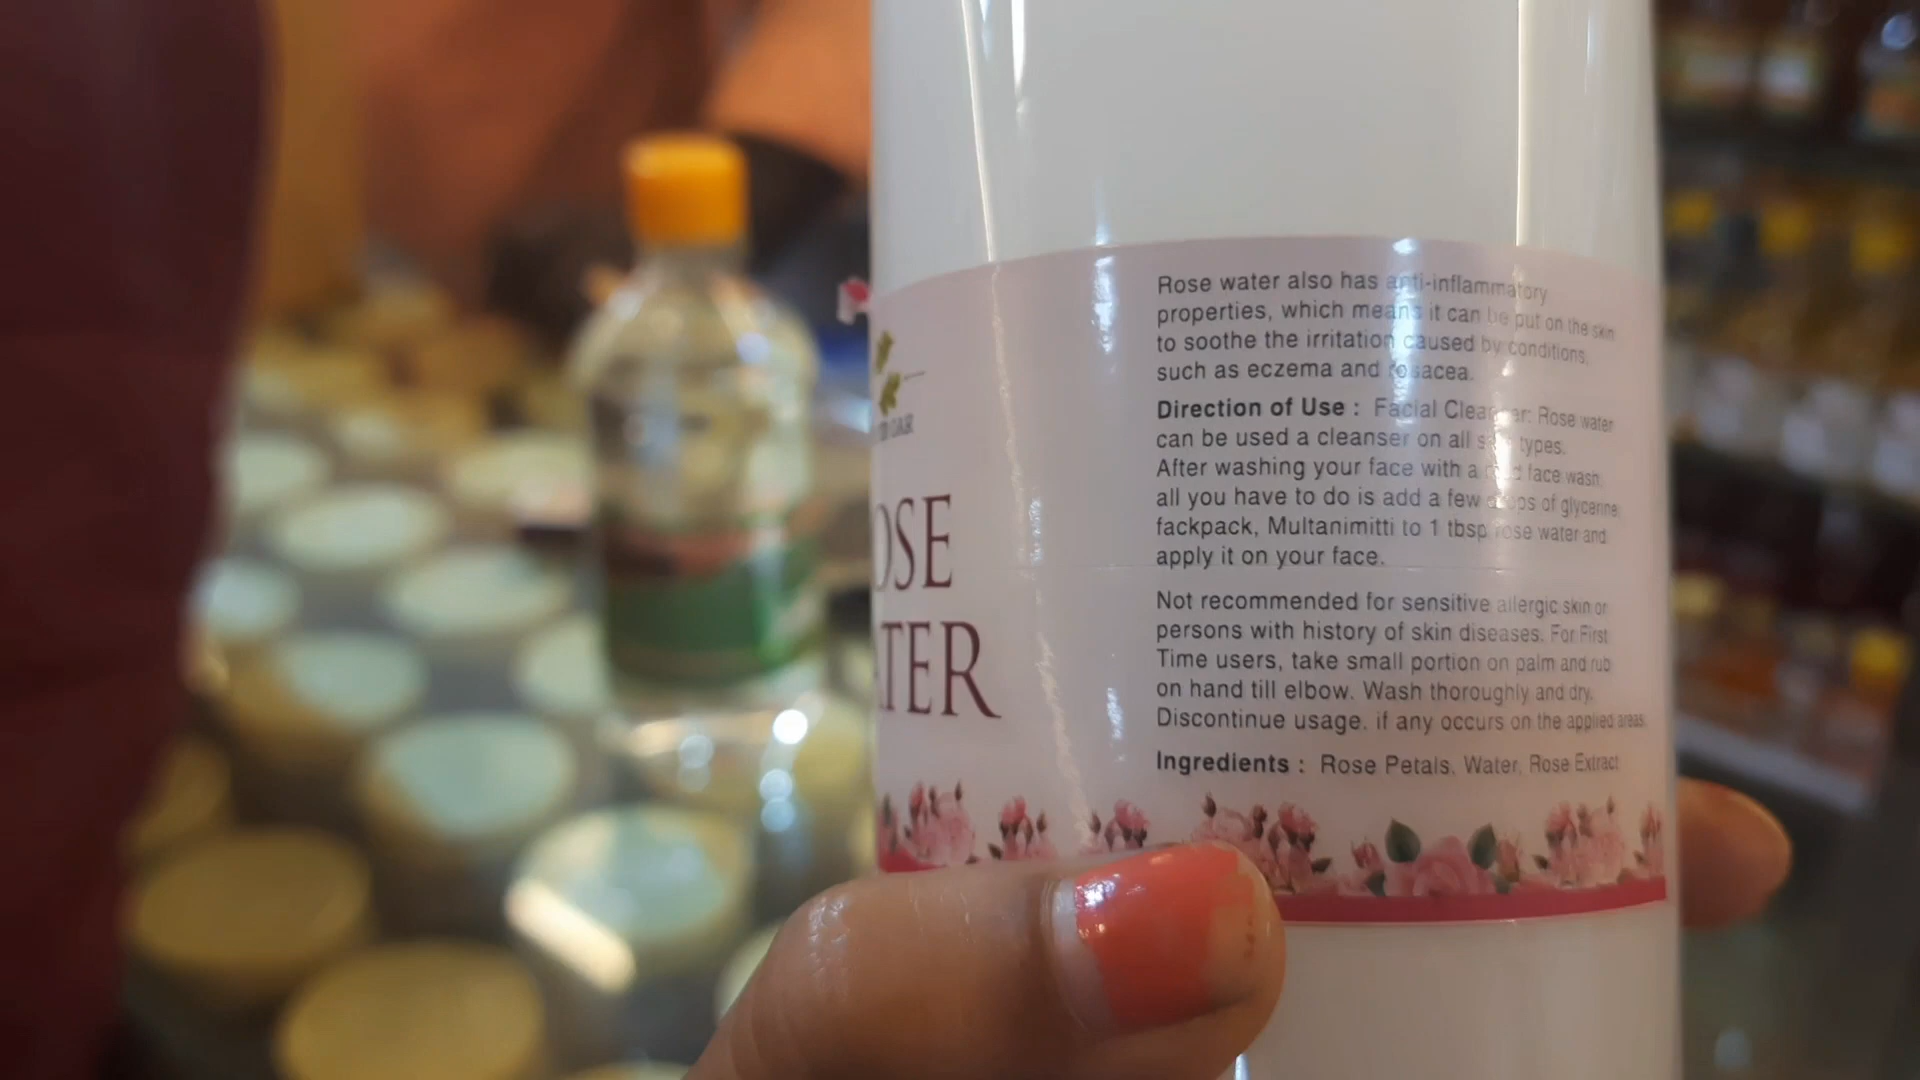 OSE
TER
Rose water also has anti-inflammatory
properties, which means it can be put on the skin
to soothe the irritation caused by conditions,
such as eczema and rosacea.
Direction of Use : Facial Cleanser: Rose water
can be used a cleanser on all skin types.
After washing your face with a mild face wash
all you have to do is add a few drops of glycerine
fackpack, Multanimitti to 1 tbsp rose water and
apply it on your face.
Not recommended for sensitive allergic skin or
persons with history of skin diseases. For First
Time users, take small portion on palm and rub
on hand till elbow. Wash thoroughly and dry.
Discontinue usage. if any occurs on the applied areas.
Ingredients : Rose Petals, Water, Rose Extract